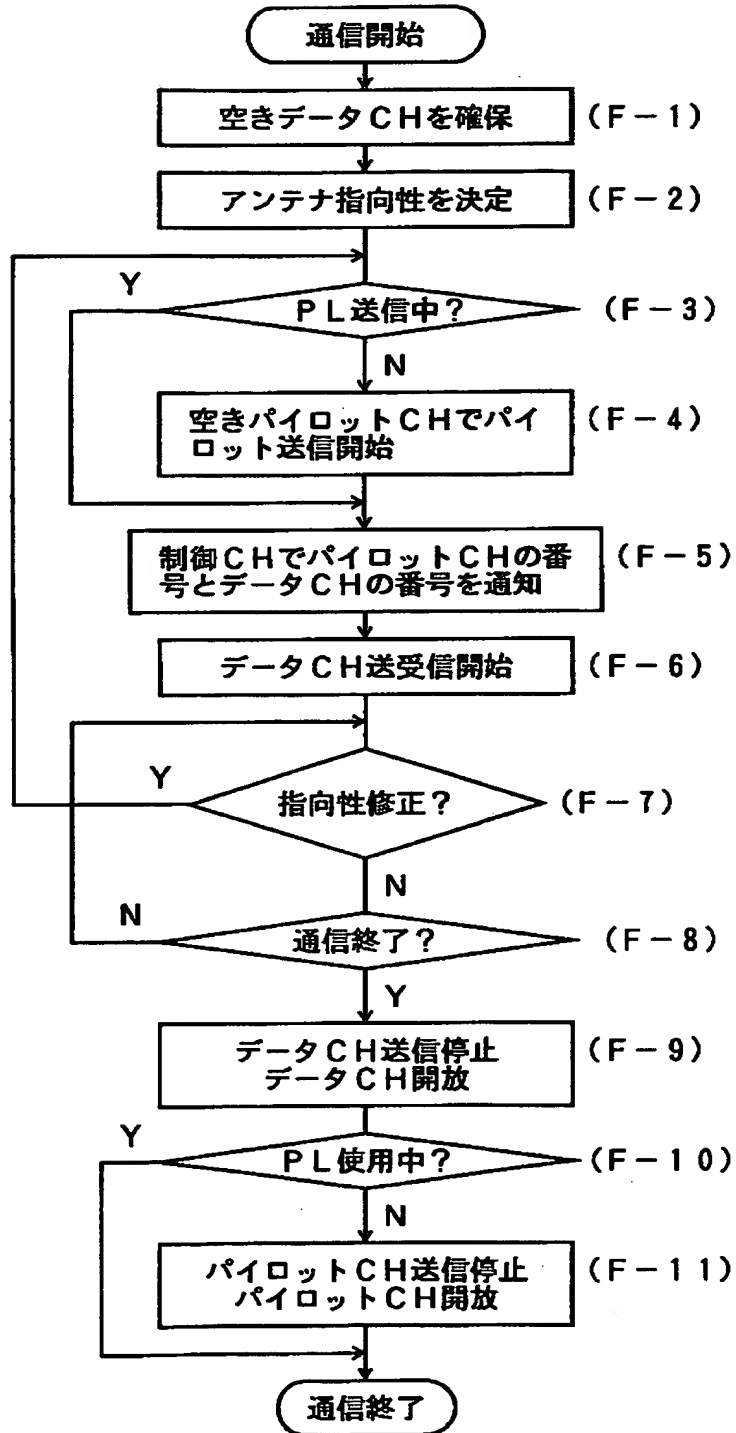 通信開始
空きデータCHを確保
(F-1)
アンテナ指向性を決定
(F-2)
Y
PL送信中?
(F-3)
N
空きパイロットCHでパイ
ロット送信開始
(F-4)
制御CHでパイロットCHの番
号とデータCHの番号を通知
(F-5)
データCH送受信開始
(F-6)
Y
指向性修正?
(F-7)
N
N
通信終了?
(F-8)
Y
データCH送信停止
データCH開放
(F-9)
Y
PL使用中?
(F-10)
N
パイロットCH送信停止
パイロットCH開放
(F-11)
通信終了